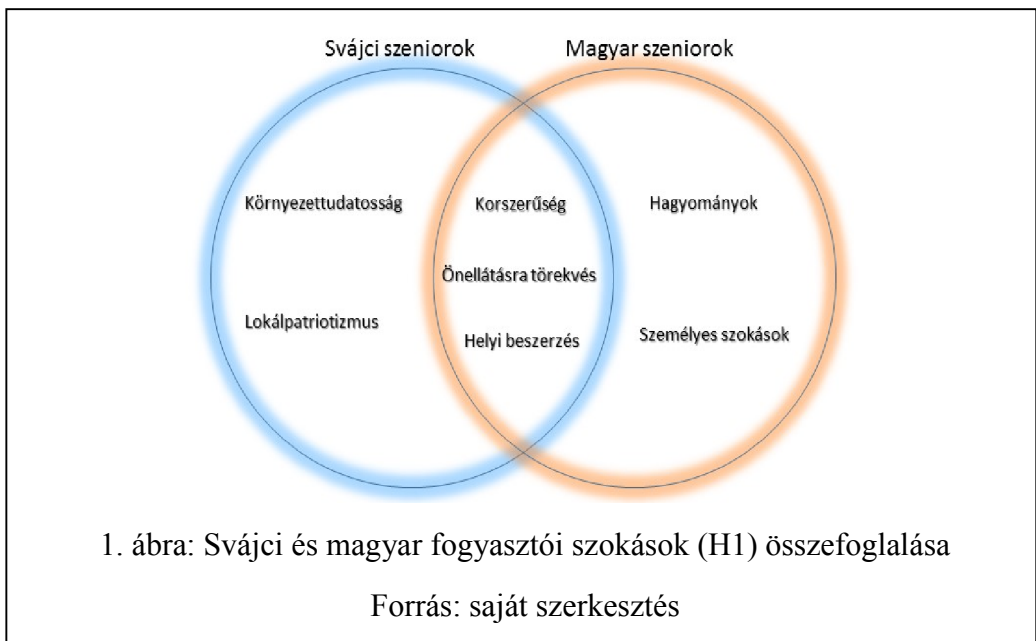 Svájci szeniorok
Magyar szeniorok
Környezettudatosság
Korszerűség
Hagyományok
Önellátásra törekvés
Lokálpatriotizmus
Helyi beszerzés
Személyes szokások
1. ábra: Svájci és magyar fogyasztói szokások (H1) összefoglalása
Forrás: saját szerkesztés